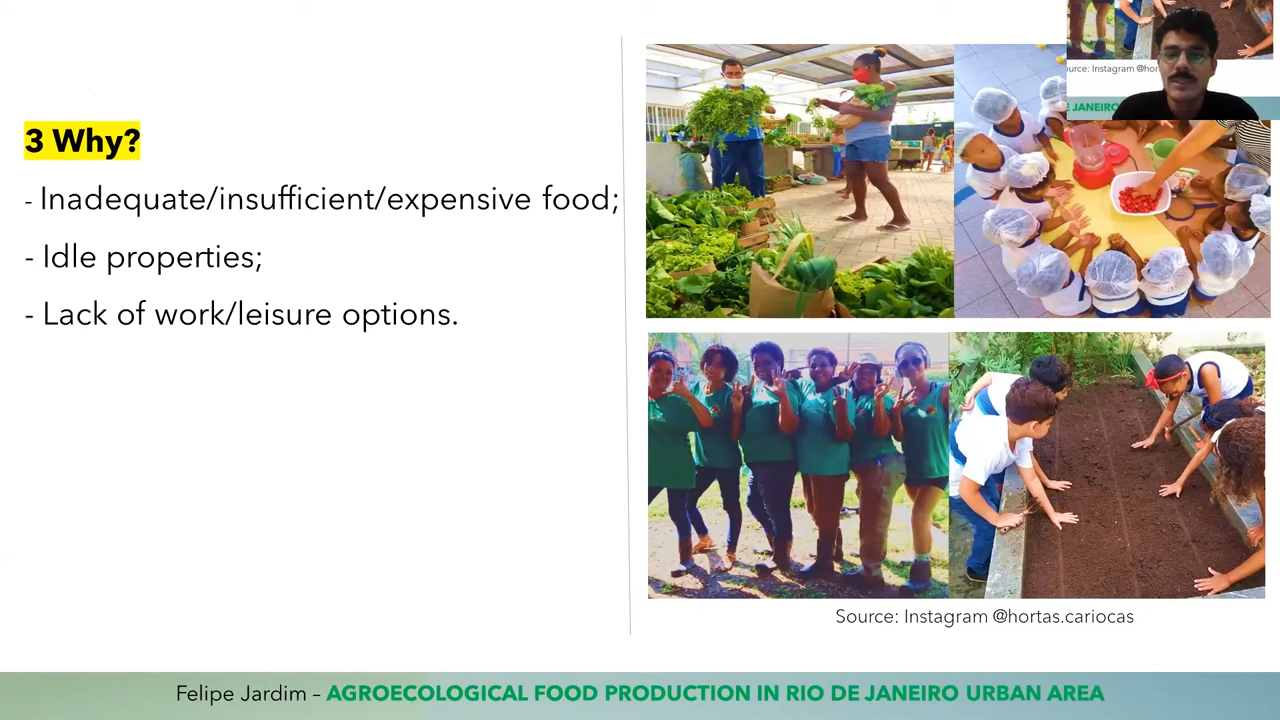 3 Why?
- Inadequate/insufficient/expensive food;
- Idle properties;
- Lack of work/leisure options.
Source: Instagram @hor
E JANEIRO
Source: Instagram @hortas.cariocas
Felipe Jardim – AGROECOLOGICAL FOOD PRODUCTION IN RIO DE JANEIRO URBAN AREA